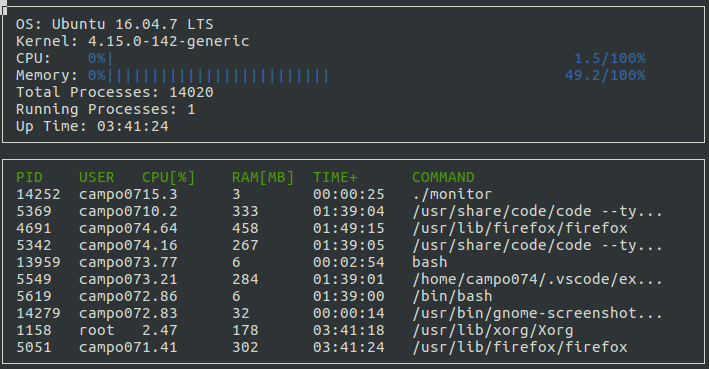 OS: Ubuntu 16.04.7 LTS
Kernel: 4.15.0-142-generic
CPU: 0%| 1.5/100%
Memory: 0%||||||||||||||||||||||||| 49.2/100%
Total Processes: 14020
Running Processes: 1
Up Time: 03:41:24
PID USER CPU[%] RAM[MB] TIME+ COMMAND
14252 campo0715.3 3 00:00:25 ./monitor
5369 campo0710.2 333 01:39:04 /usr/share/code/code --ty...
4691 campo074.64 458 01:49:15 /usr/lib/firefox/firefox
5342 campo074.16 267 01:39:05 /usr/share/code/code --ty...
13959 campo073.77 6 00:02:54 bash
5549 campo073.21 284 01:39:01 /home/campo074/.vscode/ex...
5619 campo072.86 6 01:39:00 /bin/bash
14279 campo072.83 32 00:00:14 /usr/bin/gnome-screenshot...
1158 root 2.47 178 03:41:18 /usr/lib/xorg/Xorg
5051 campo071.41 302 03:41:24 /usr/lib/firefox/firefox